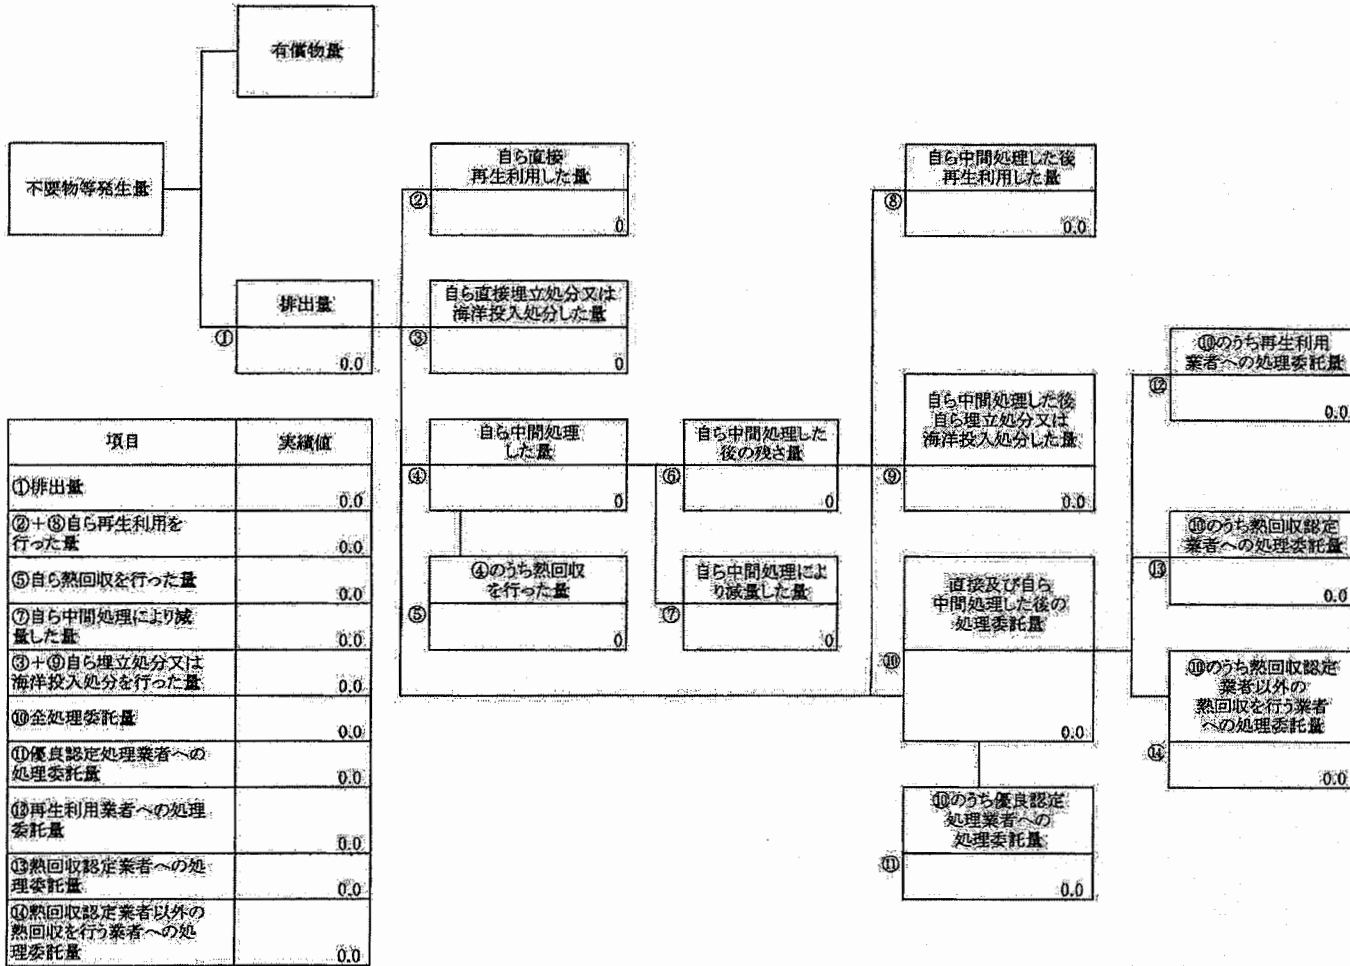 有償物量
不要物等発生量
自ら直接
再生利用した量
②
0
自ら中間処理した後
再生利用した量
⑧
0.0
排出量
①
0.0
自ら直接埋立処分又は
海洋投入処分した量
③
0
⑩のうち再生利用
業者への処理委託量
⑫
0.0
自ら中間処理
した量
④
0
自ら中間処理した
後の残さ量
⑥
0
自ら中間処理した後
自ら埋立処分又は
海洋投入処分した量
⑨
0.0
⑩のうち熱回収認定
業者への処理委託量
⑬
0.0
④のうち熱回収
を行った量
⑤
0
自ら中間処理によ
り減量した量
⑦
0
直接及び自ら
中間処理した後の
処理委託量
⑩
0.0
⑩のうち熱回収認定
業者以外の
熱回収を行う業者
への処理委託量
⑭
0.0
⑩のうち優良認定
処理業者への
処理委託量
⑪
0.0
項目 実績値
①排出量 0.0
②+⑧自ら再生利用を
行った量 0.0
⑤自ら熱回収を行った量 0.0
⑦自ら中間処理により減
量した量 0.0
③+⑨自ら埋立処分又は
海洋投入処分を行った量 0.0
⑩全処理委託量 0.0
⑪優良認定処理業者への
処理委託量 0.0
⑫再生利用業者への処理
委託量 0.0
⑬熱回収認定業者への処
理委託量 0.0
⑭熱回収認定業者以外の
熱回収を行う業者への処
理委託量 0.0